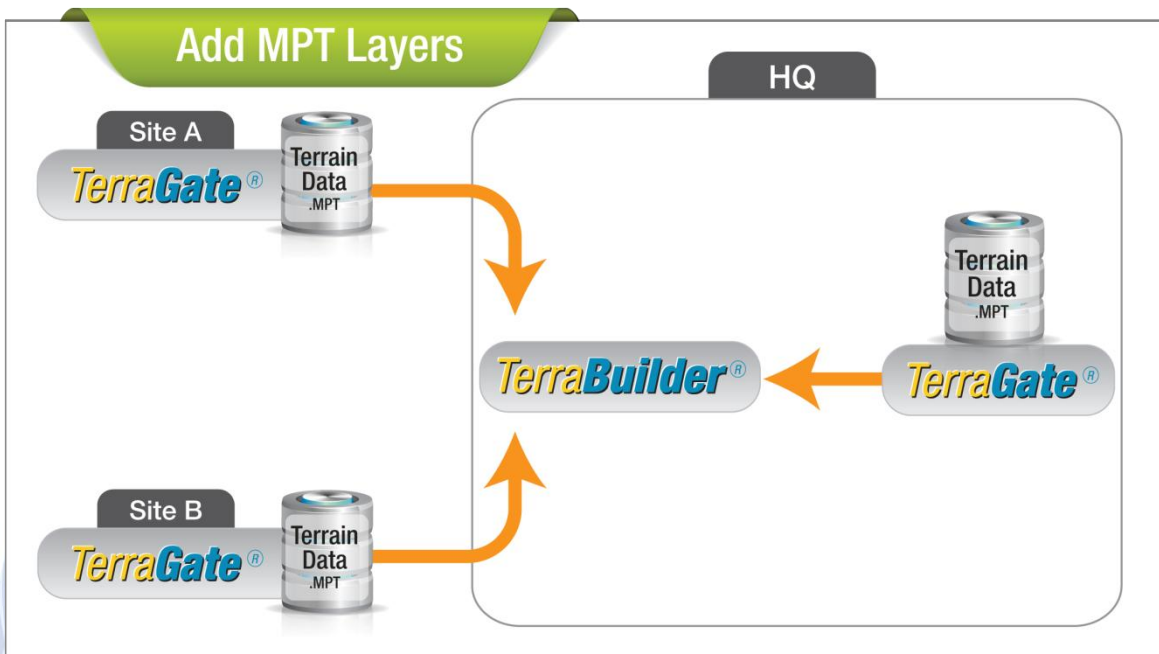 Add MPT Layers
HQ
Site A
TerraGate®
Terrain
Data
.MPT
Terrain
Data
.MPT
TerraBuilder®
TerraGate®
Site B
TerraGate®
Terrain
Data
.MPT